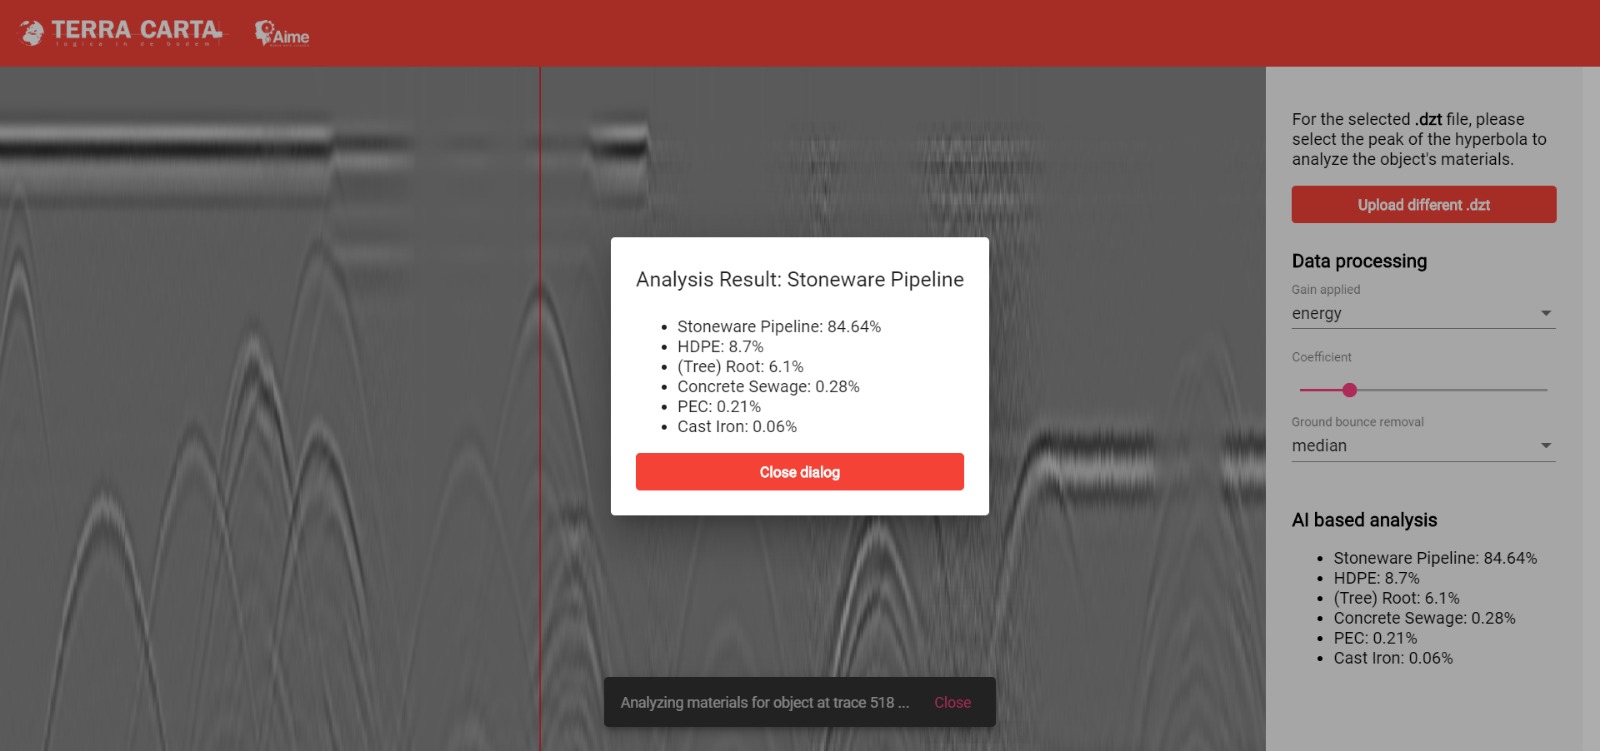 TERRA CARTA
Aime
For the selected .dzt file, please
select the peak of the hyperbola to
analyze the object's materials.
Upload different .dzt
Data processing
Gain applied
energy
Coefficient
Ground bounce removal
median
AI based analysis
Stoneware Pipeline: 84.64%
HDPE: 8.7%
(Tree) Root: 6.1%
Concrete Sewage: 0.28%
PEC: 0.21%
Cast Iron: 0.06%
Analysis Result: Stoneware Pipeline
Stoneware Pipeline: 84.64%
HDPE: 8.7%
(Tree) Root: 6.1%
Concrete Sewage: 0.28%
PEC: 0.21%
Cast Iron: 0.06%
Close dialog
Analyzing materials for object at trace 518 ... Close